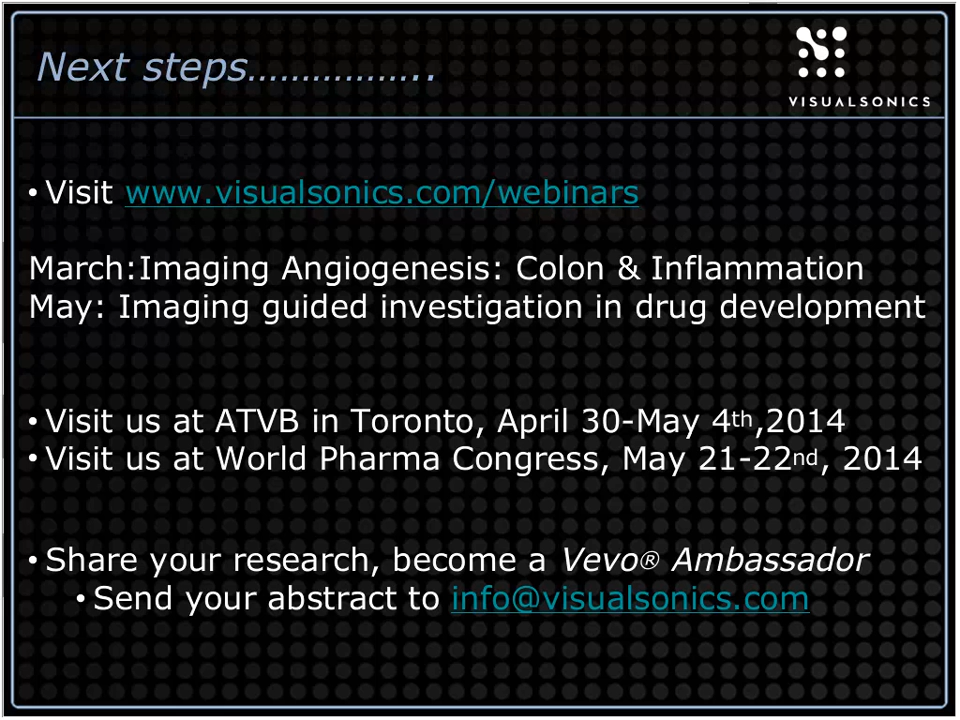 Next steps……………..
VISUALSONICS
• Visit www.visualsonics.com/webinars
March:Imaging Angiogenesis: Colon & Inflammation
May: Imaging guided investigation in drug development
• Visit us at ATVB in Toronto, April 30-May 4th,2014
• Visit us at World Pharma Congress, May 21-22nd, 2014
• Share your research, become a Vevo® Ambassador
• Send your abstract to info@visualsonics.com